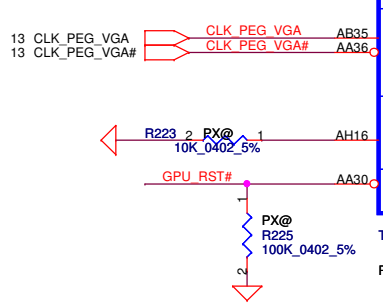 13 CLK_PEG_VGA CLK_PEG_VGA AB35
13 CLK_PEG_VGA# CLK_PEG_VGA# AA36
R223 2 PX@ 1 AH16
10K_0402_5%
GPU_RST# AA30
1
PX@
R225
100K_0402_5%
2